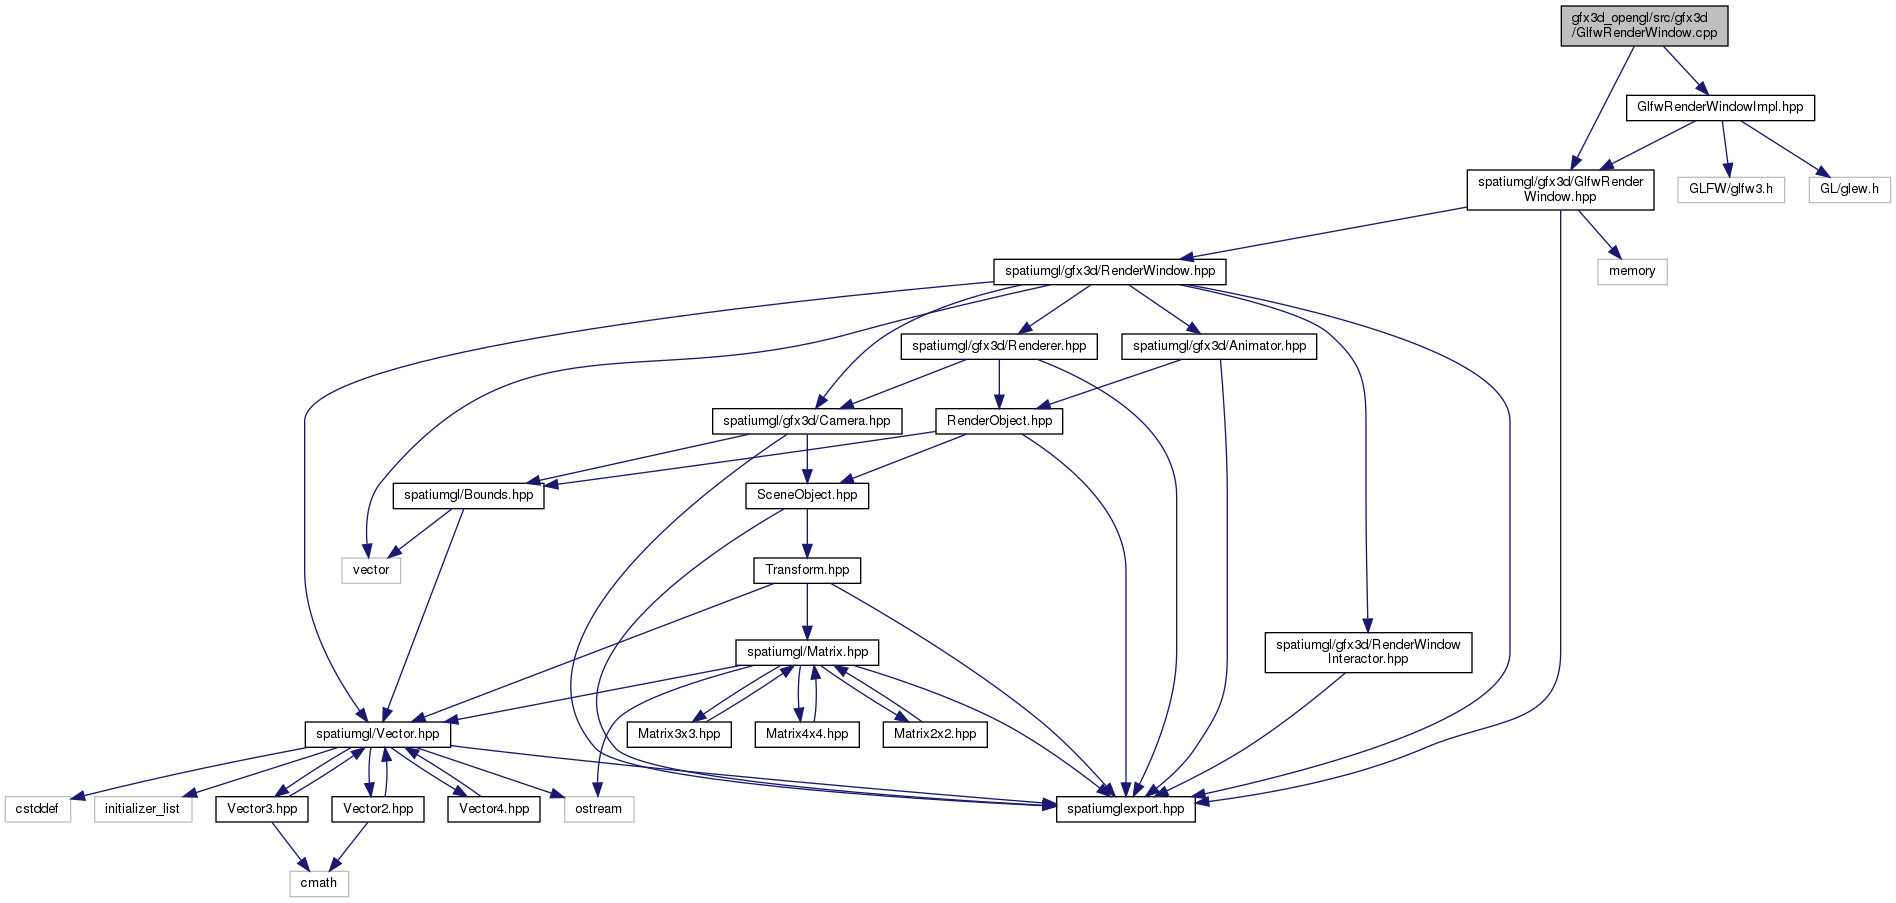 gfx3d_opengl/src/gfx3d
/GlfwRenderWindow.cpp
GlfwRenderWindowImpl.hpp
spatiumgl/gfx3d/GlfwRender
Window.hpp
GLFW/glfw3.h
GL/glew.h
spatiumgl/gfx3d/RenderWindow.hpp
memory
spatiumgl/gfx3d/Renderer.hpp
spatiumgl/gfx3d/Animator.hpp
spatiumgl/gfx3d/Camera.hpp
RenderObject.hpp
spatiumgl/Bounds.hpp
SceneObject.hpp
vector
Transform.hpp
spatiumgl/Matrix.hpp
spatiumgl/gfx3d/RenderWindow
Interactor.hpp
spatiumgl/Vector.hpp
Matrix3x3.hpp
Matrix4x4.hpp
Matrix2x2.hpp
cstddef
initializer_list
Vector3.hpp
Vector2.hpp
Vector4.hpp
ostream
spatiumglexport.hpp
cmath